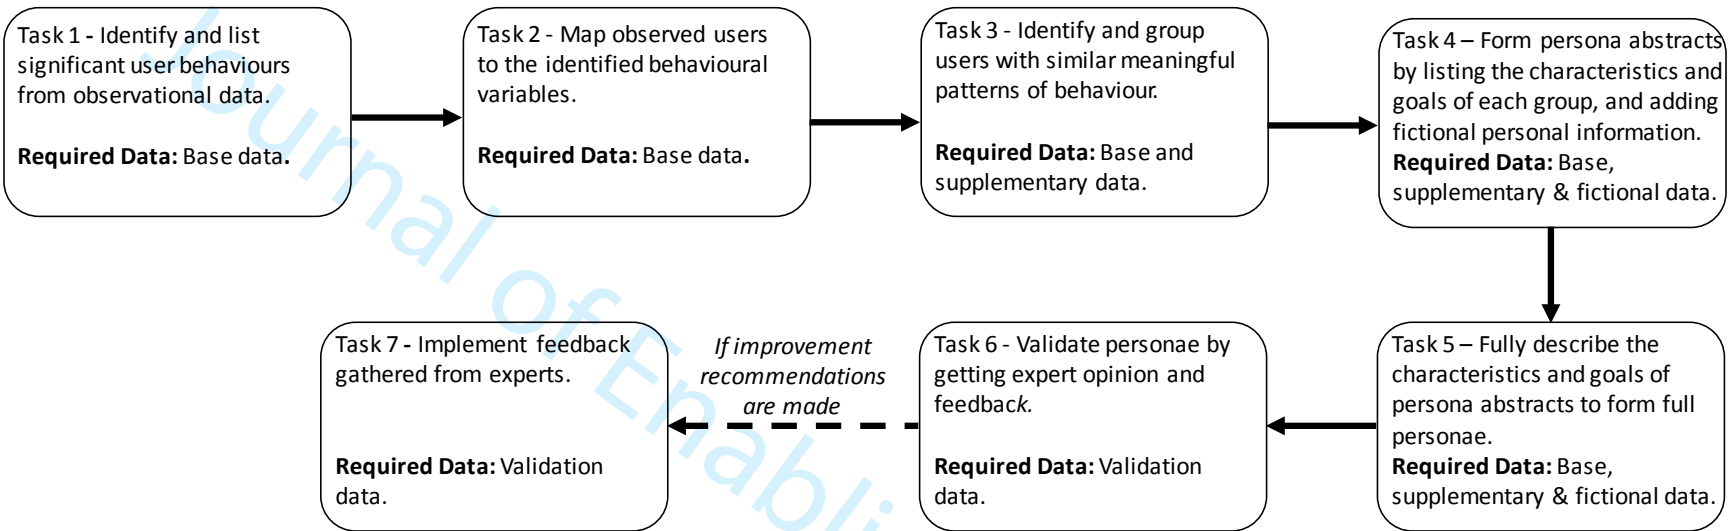 Task 1 - Identify and list
significant user behaviours
from observational data.
Required Data: Base data.
Task 2 - Map observed users
to the identified behavioural
variables.
Required Data: Base data.
Task 3 - Identify and group
users with similar meaningful
patterns of behaviour.
Required Data: Base and
supplementary data.
Task 4 – Form persona abstracts
by listing the characteristics and
goals of each group, and adding
fictional personal information.
Required Data: Base,
supplementary & fictional data.
Task 5 – Fully describe the
characteristics and goals of
persona abstracts to form full
personae.
Required Data: Base,
supplementary & fictional data.
Task 6 - Validate personae by
getting expert opinion and
feedback.
Required Data: Validation
data.
If improvement
recommendations
are made
Task 7 - Implement feedback
gathered from experts.
Required Data: Validation
data.
Journal of Enabli